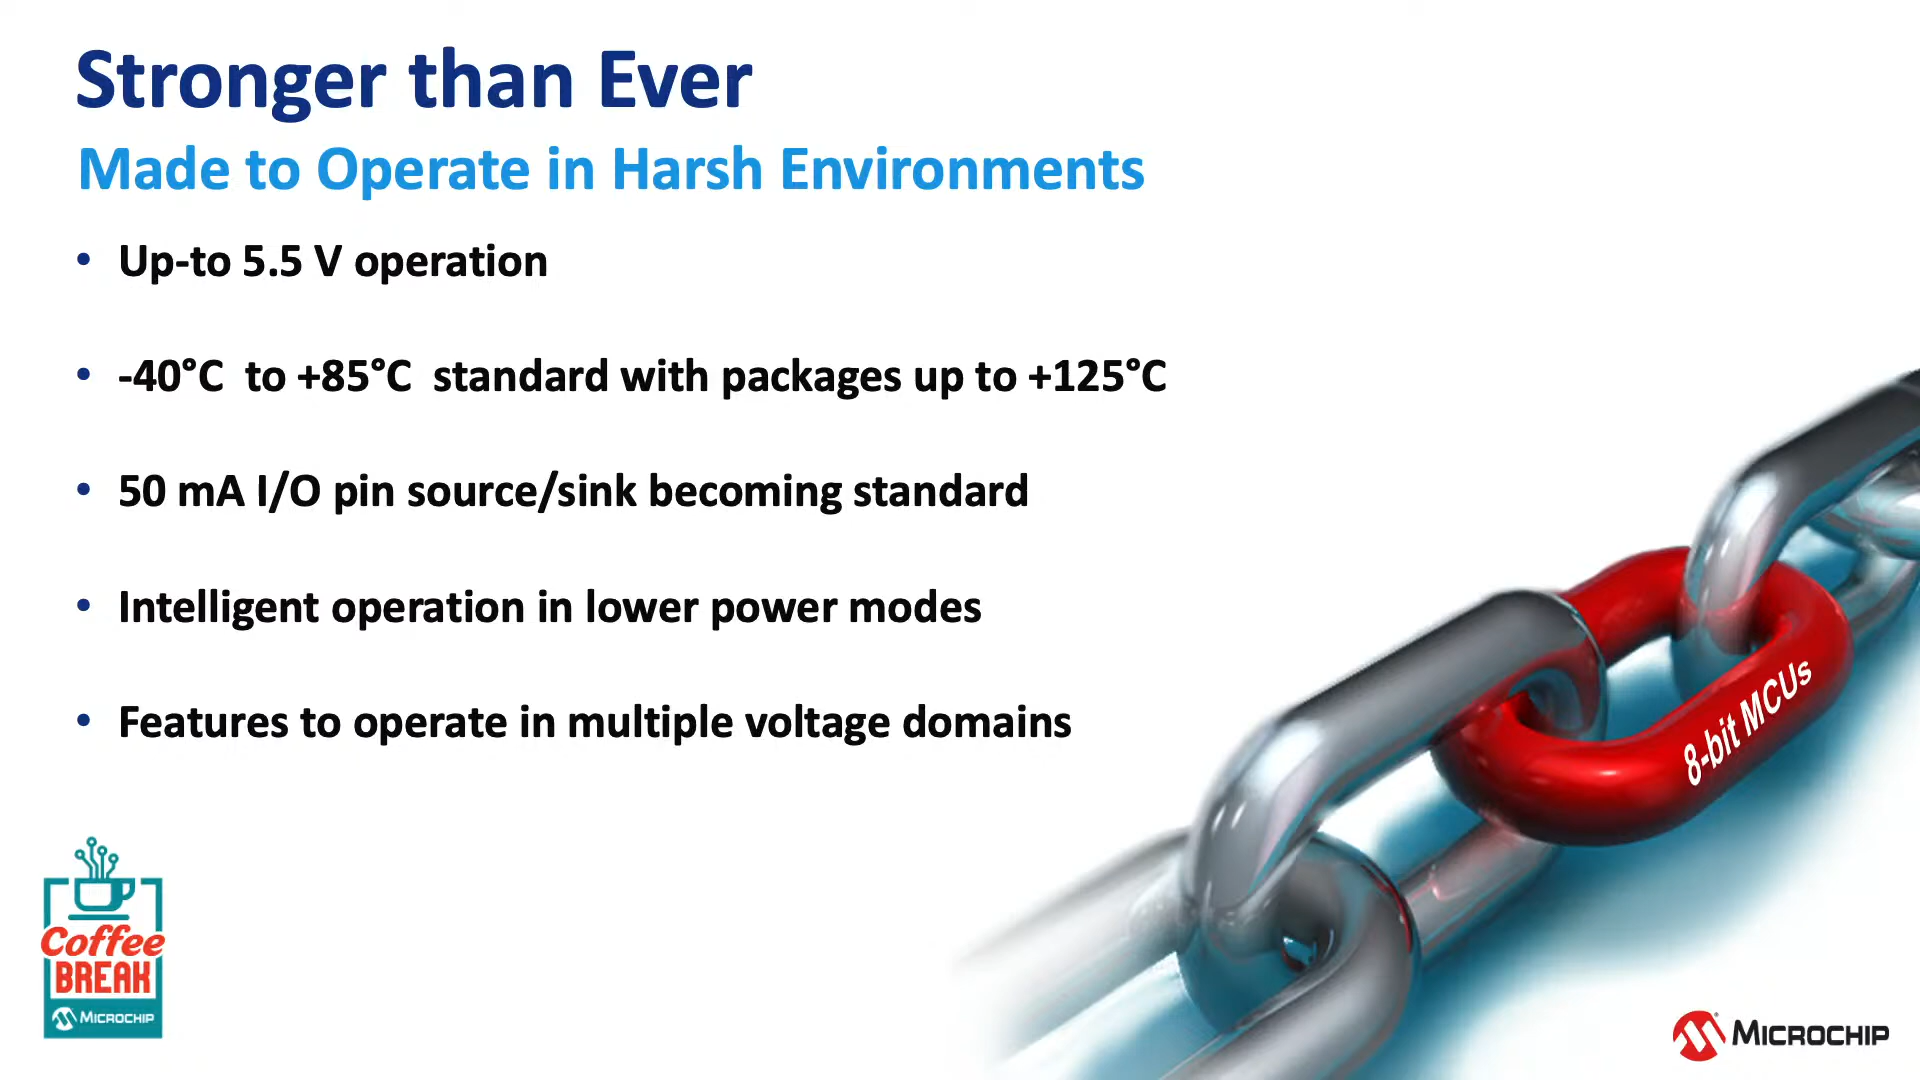 Stronger than Ever
Made to Operate in Harsh Environments
• Up-to 5.5 V operation
• -40°C to +85°C standard with packages up to +125°C
• 50 mA I/O pin source/sink becoming standard
• Intelligent operation in lower power modes
• Features to operate in multiple voltage domains
8-bit MCUs
Coffee
BREAK
MICROCHIP
MICROCHIP